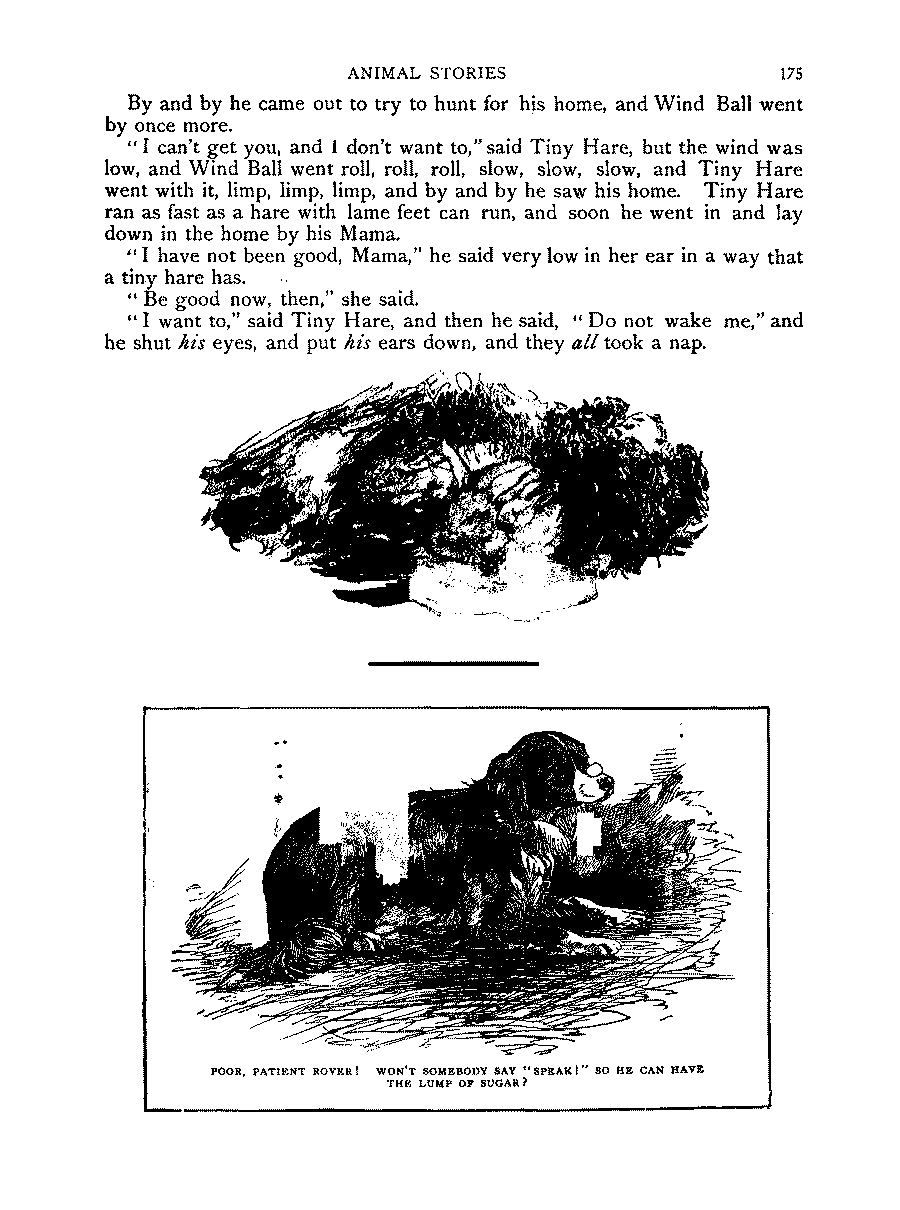 ANIMAL STORIES 175
By and by he came out to try to hunt for his home, and Wind Ball went
by once more.
"I can't get you, and I don't want to," said Tiny Hare, but the wind was
low, and Wind Ball went roll, roll, roll, slow, slow, slow, and Tiny Hare
went with it, limp, limp, limp, and by and by he saw his home. Tiny Hare
ran as fast as a hare with lame feet can run, and soon he went in and lay
down in the home by his Mama.
"I have not been good, Mama," he said very low in her ear in a way that
a tiny hare has.
"Be good now, then," she said.
"I want to," said Tiny Hare, and then he said, "Do not wake me," and
he shut his eyes, and put his ears down, and they all took a nap.
POOR, PATIENT ROVER! WON'T SOMEBODY SAY "SPEAK!" SO HE CAN HAVE
THE LUMP OF SUGAR?